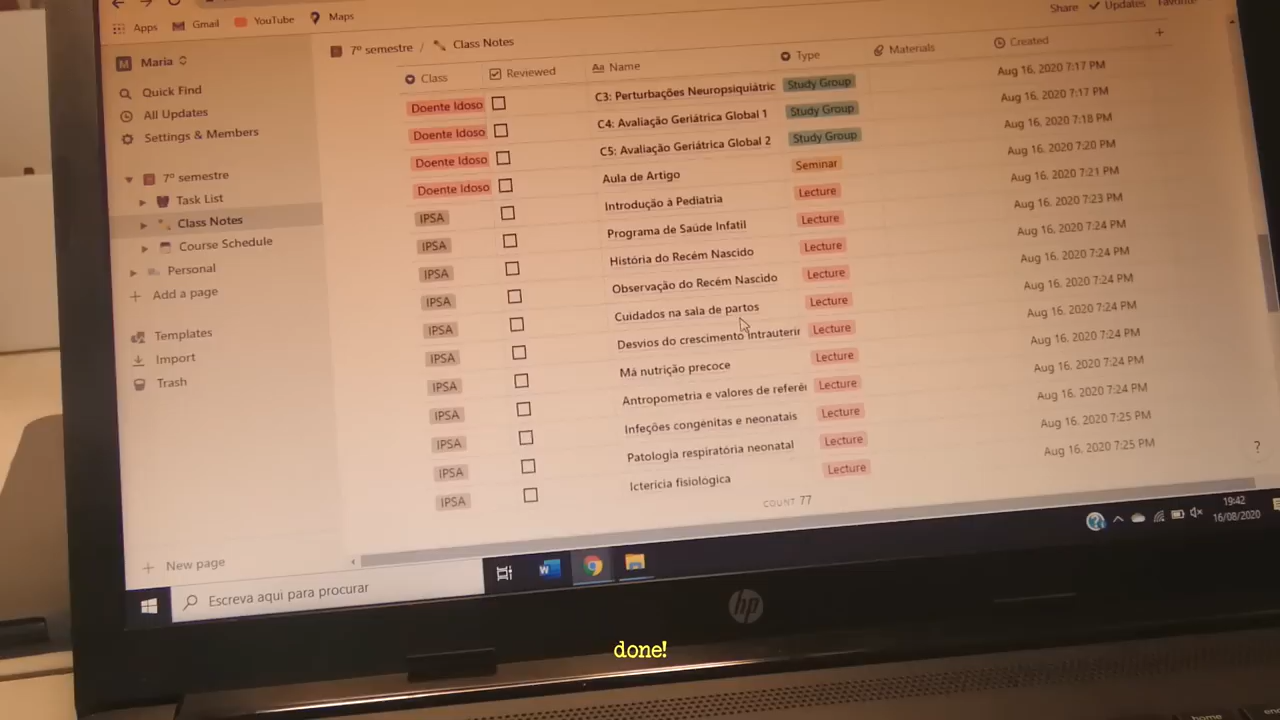 Apps Gmail YouTube Maps
Share Updates Favorite
Maria
Quick Find
All Updates
Settings & Members
7º semestre
Task List
Class Notes
Course Schedule
Personal
+ Add a page
Templates
Import
Trash
+ New page
7º semestre / Class Notes
Class Reviewed Aa Name Type Materials Created +
Doente Idoso C3: Perturbações Neuropsiquiátric Study Group Aug 16, 2020 7:17 PM
Doente Idoso C4: Avaliação Geriátrica Global 1 Study Group Aug 16, 2020 7:17 PM
Doente Idoso C5: Avaliação Geriátrica Global 2 Study Group Aug 16, 2020 7:18 PM
Doente Idoso Aula de Artigo Seminar Aug 16, 2020 7:20 PM
IPSA Introdução à Pediatria Lecture Aug 16, 2020 7:21 PM
IPSA Programa de Saúde Infatil Lecture Aug 16, 2020 7:23 PM
IPSA História do Recém Nascido Lecture Aug 16, 2020 7:24 PM
IPSA Observação do Recém Nascido Lecture Aug 16, 2020 7:24 PM
IPSA Cuidados na sala de partos Lecture Aug 16, 2020 7:24 PM
IPSA Desvios do crescimento intrauterin Lecture Aug 16, 2020 7:24 PM
IPSA Má nutrição precoce Lecture Aug 16, 2020 7:24 PM
IPSA Antropometria e valores de referên Lecture Aug 16, 2020 7:24 PM
IPSA Infeções congénitas e neonatais Lecture Aug 16, 2020 7:24 PM
IPSA Patologia respiratória neonatal Lecture Aug 16, 2020 7:25 PM
IPSA Icterícia fisiológica Lecture Aug 16, 2020 7:25 PM
COUNT 77
?
Escreva aqui para procurar
19:42
16/08/2020
hp
done!
home